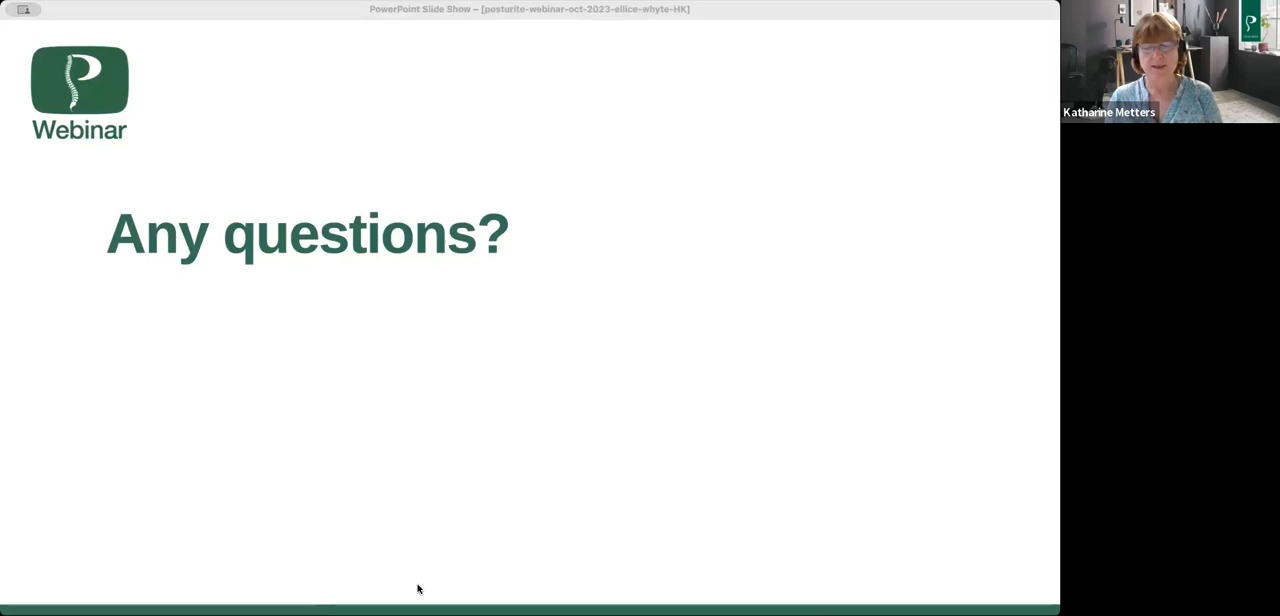 PowerPoint Slide Show – [posturite-webinar-oct-2023-ellice-whyte-HK]
Webinar
Any questions?
Katharine Metters